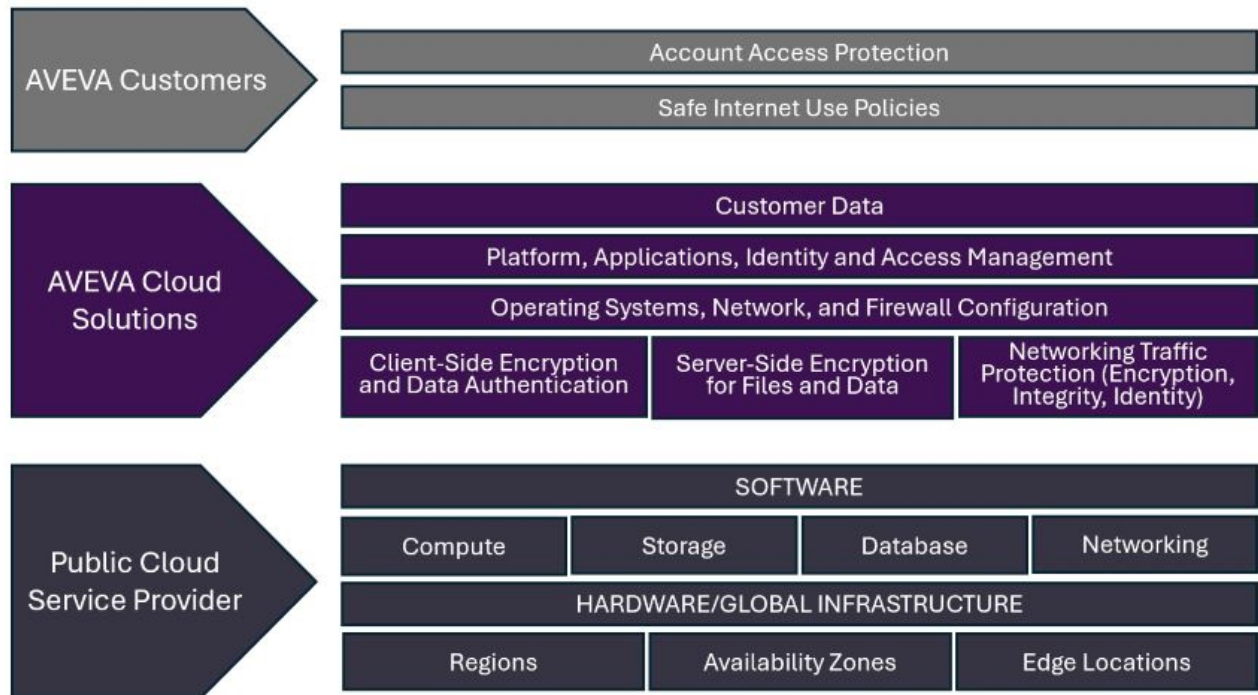 AVEVA Customers
Account Access Protection
Safe Internet Use Policies
AVEVA Cloud
Solutions
Customer Data
Platform, Applications, Identity and Access Management
Operating Systems, Network, and Firewall Configuration
Client-Side Encryption
and Data Authentication
Server-Side Encryption
for Files and Data
Networking Traffic
Protection (Encryption,
Integrity, Identity)
Public Cloud
Service Provider
SOFTWARE
Compute
Storage
Database
Networking
HARDWARE/GLOBAL INFRASTRUCTURE
Regions
Availability Zones
Edge Locations